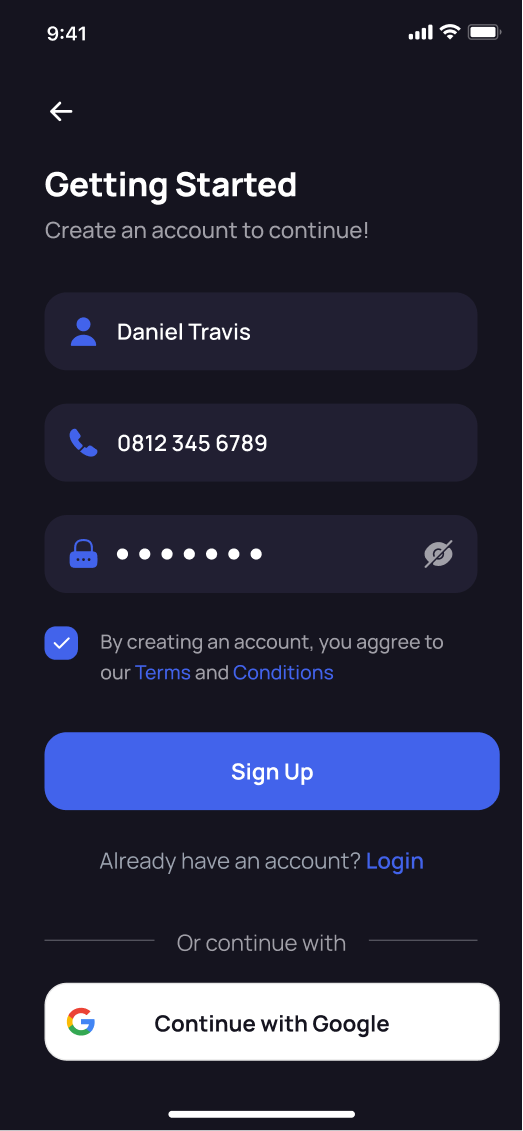 9:41
Getting Started
Create an account to continue!
Daniel Travis
0812 345 6789
By creating an account, you aggree to
our Terms and Conditions
Sign Up
Already have an account? Login
Or continue with
Continue with Google